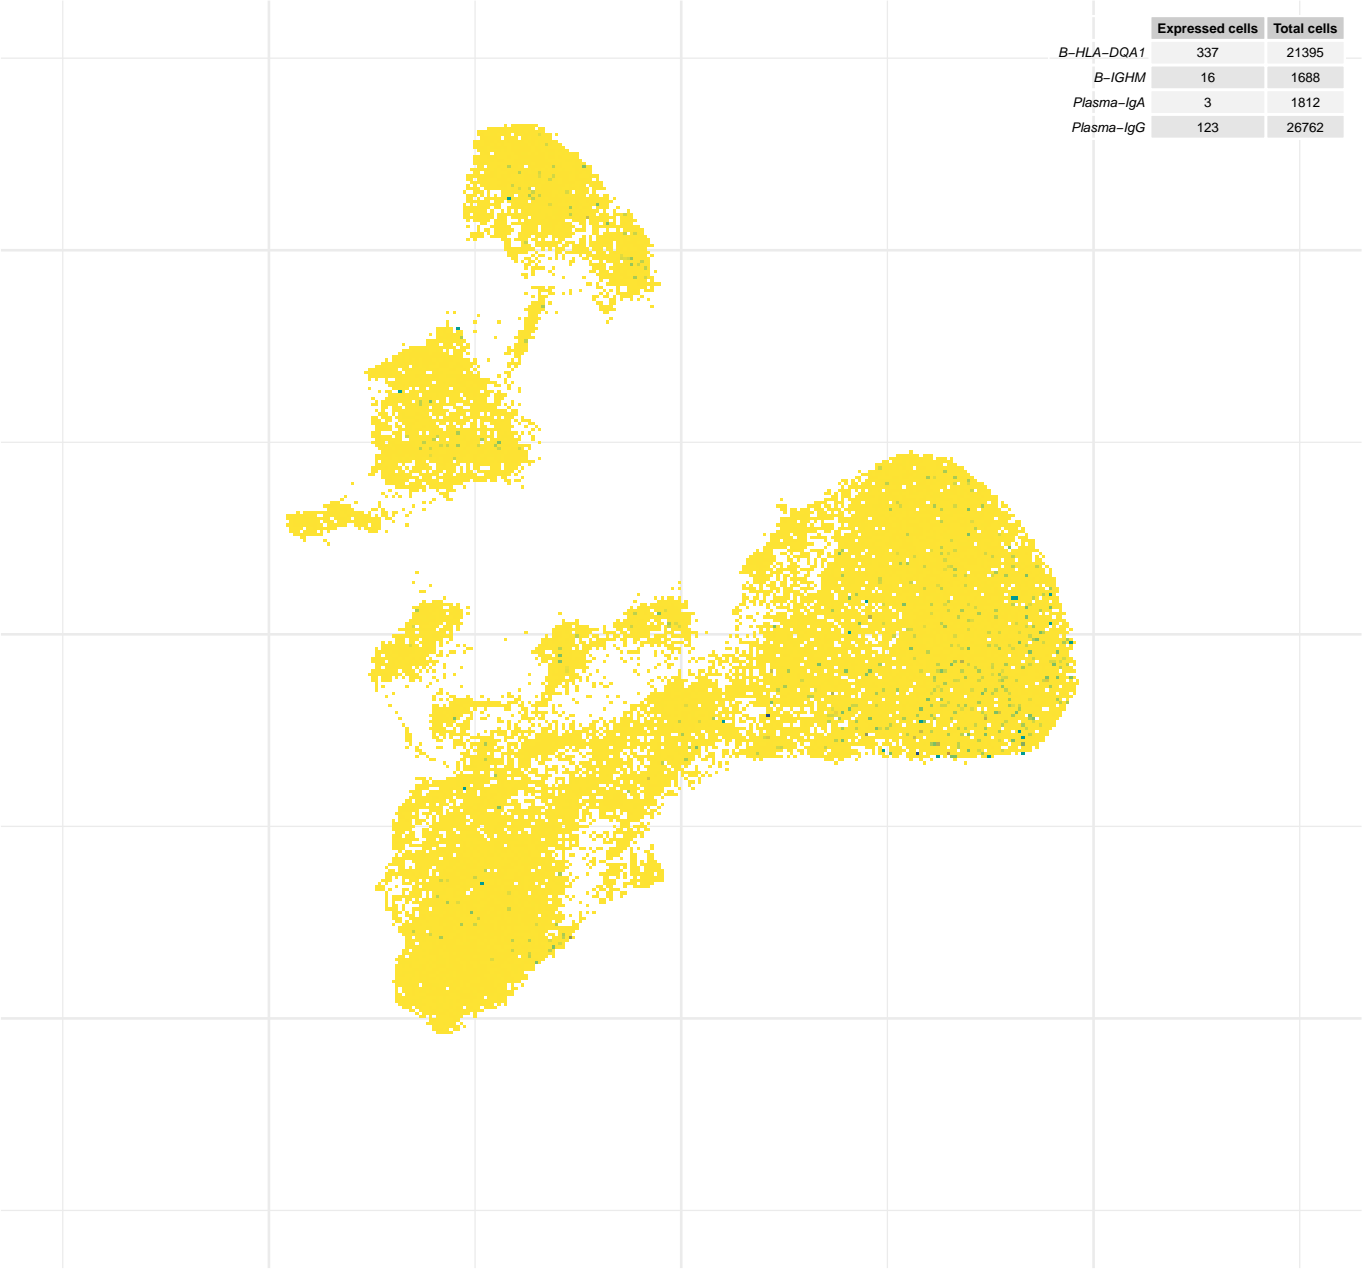 Expressed cells Total cells
B−HLA−DQA1 337 21395
B−IGHM 16 1688
Plasma−IgA 3 1812
Plasma−IgG 123 26762